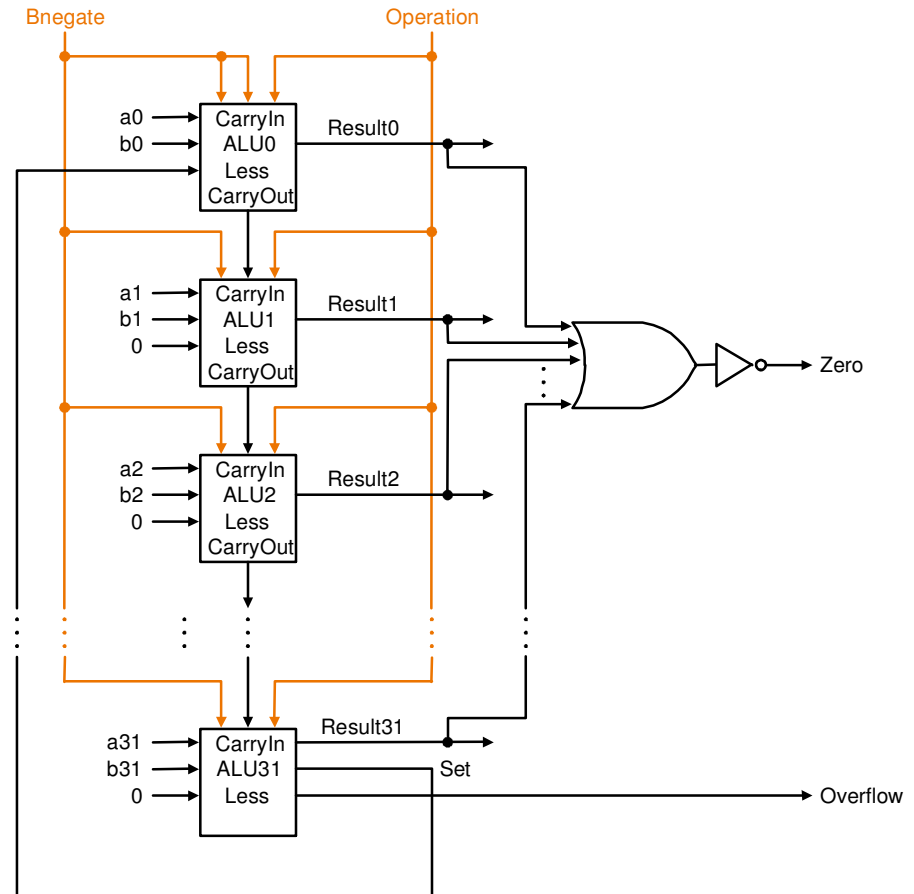 Bnegate Operation
a0 CarryIn
b0 ALU0 Result0
Less
CarryOut
a1 CarryIn
b1 ALU1 Result1
0 Less
CarryOut
Zero
a2 CarryIn
b2 ALU2 Result2
0 Less
CarryOut
a31 CarryIn Result31
b31 ALU31 Set
0 Less Overflow